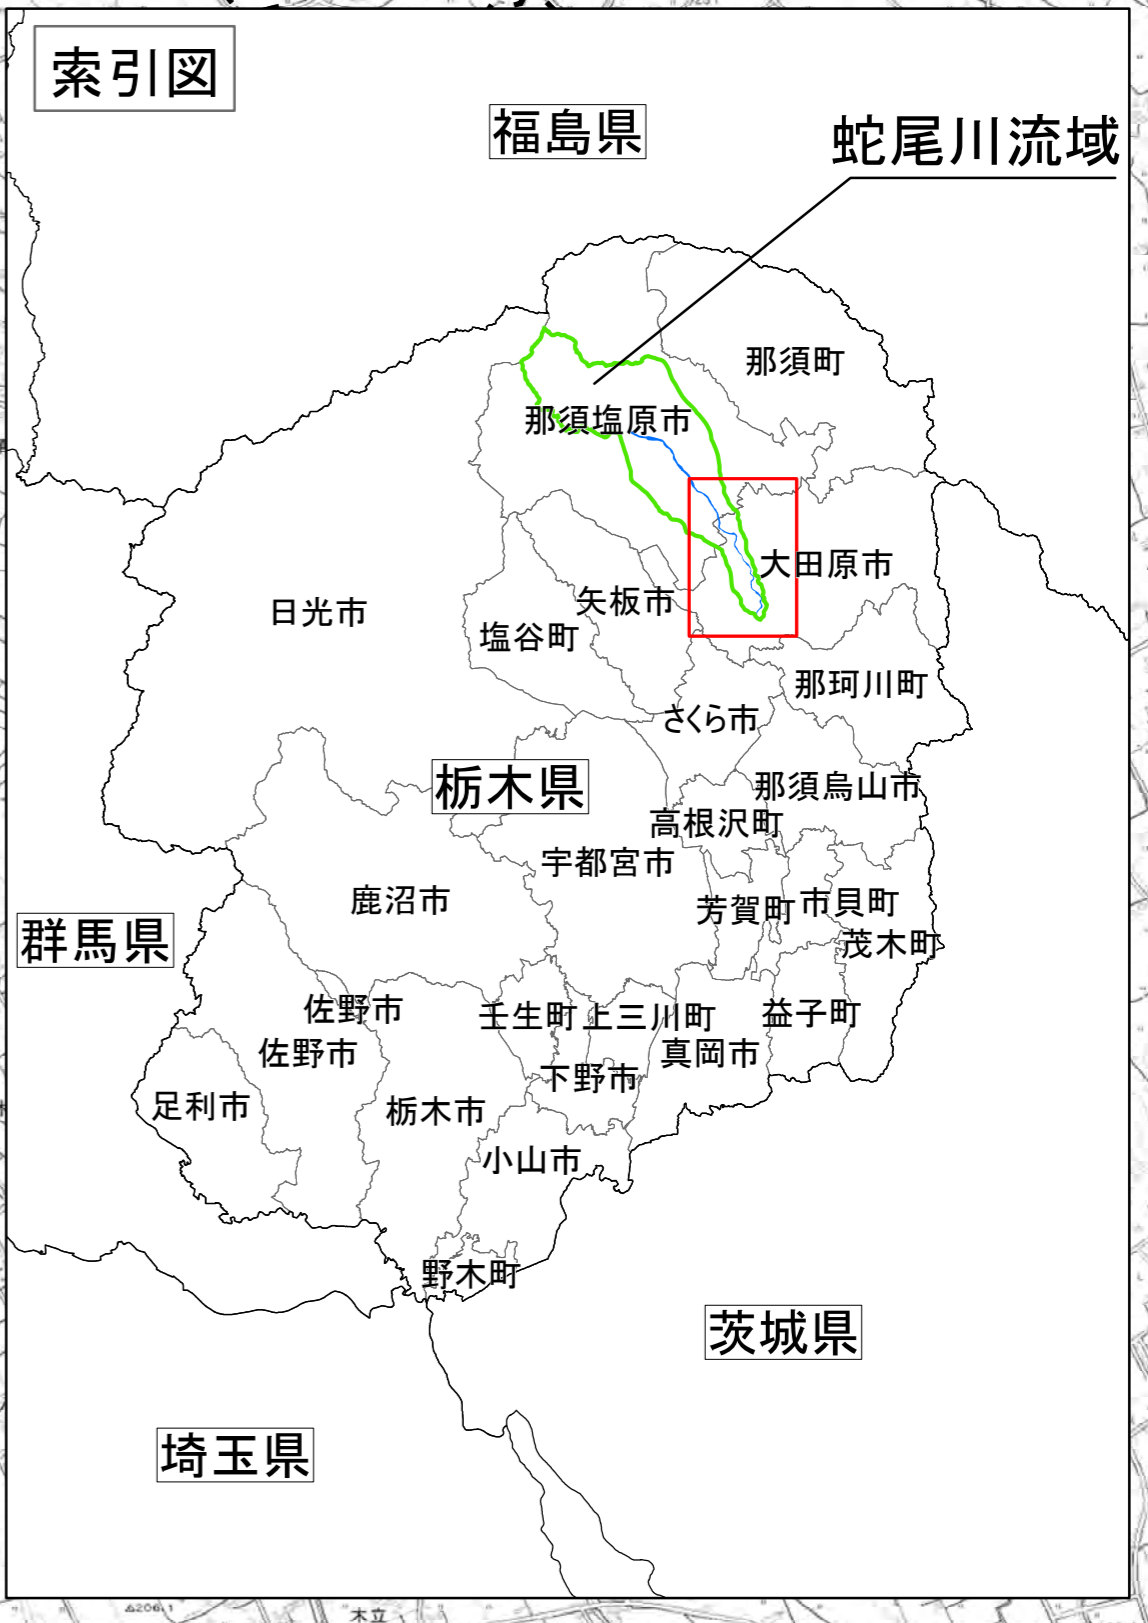 索引図
福島県
蛇尾川流域
那須町
那須塩原市
大田原市
日光市
矢板市
塩谷町
那珂川町
さくら市
栃木県
那須烏山市
高根沢町
宇都宮市
鹿沼市
芳賀町
市貝町
群馬県
茂木町
佐野市
壬生町
上三川町
益子町
佐野市
真岡市
下野市
足利市
栃木市
小山市
野木町
茨城県
埼玉県
△206.1
木立